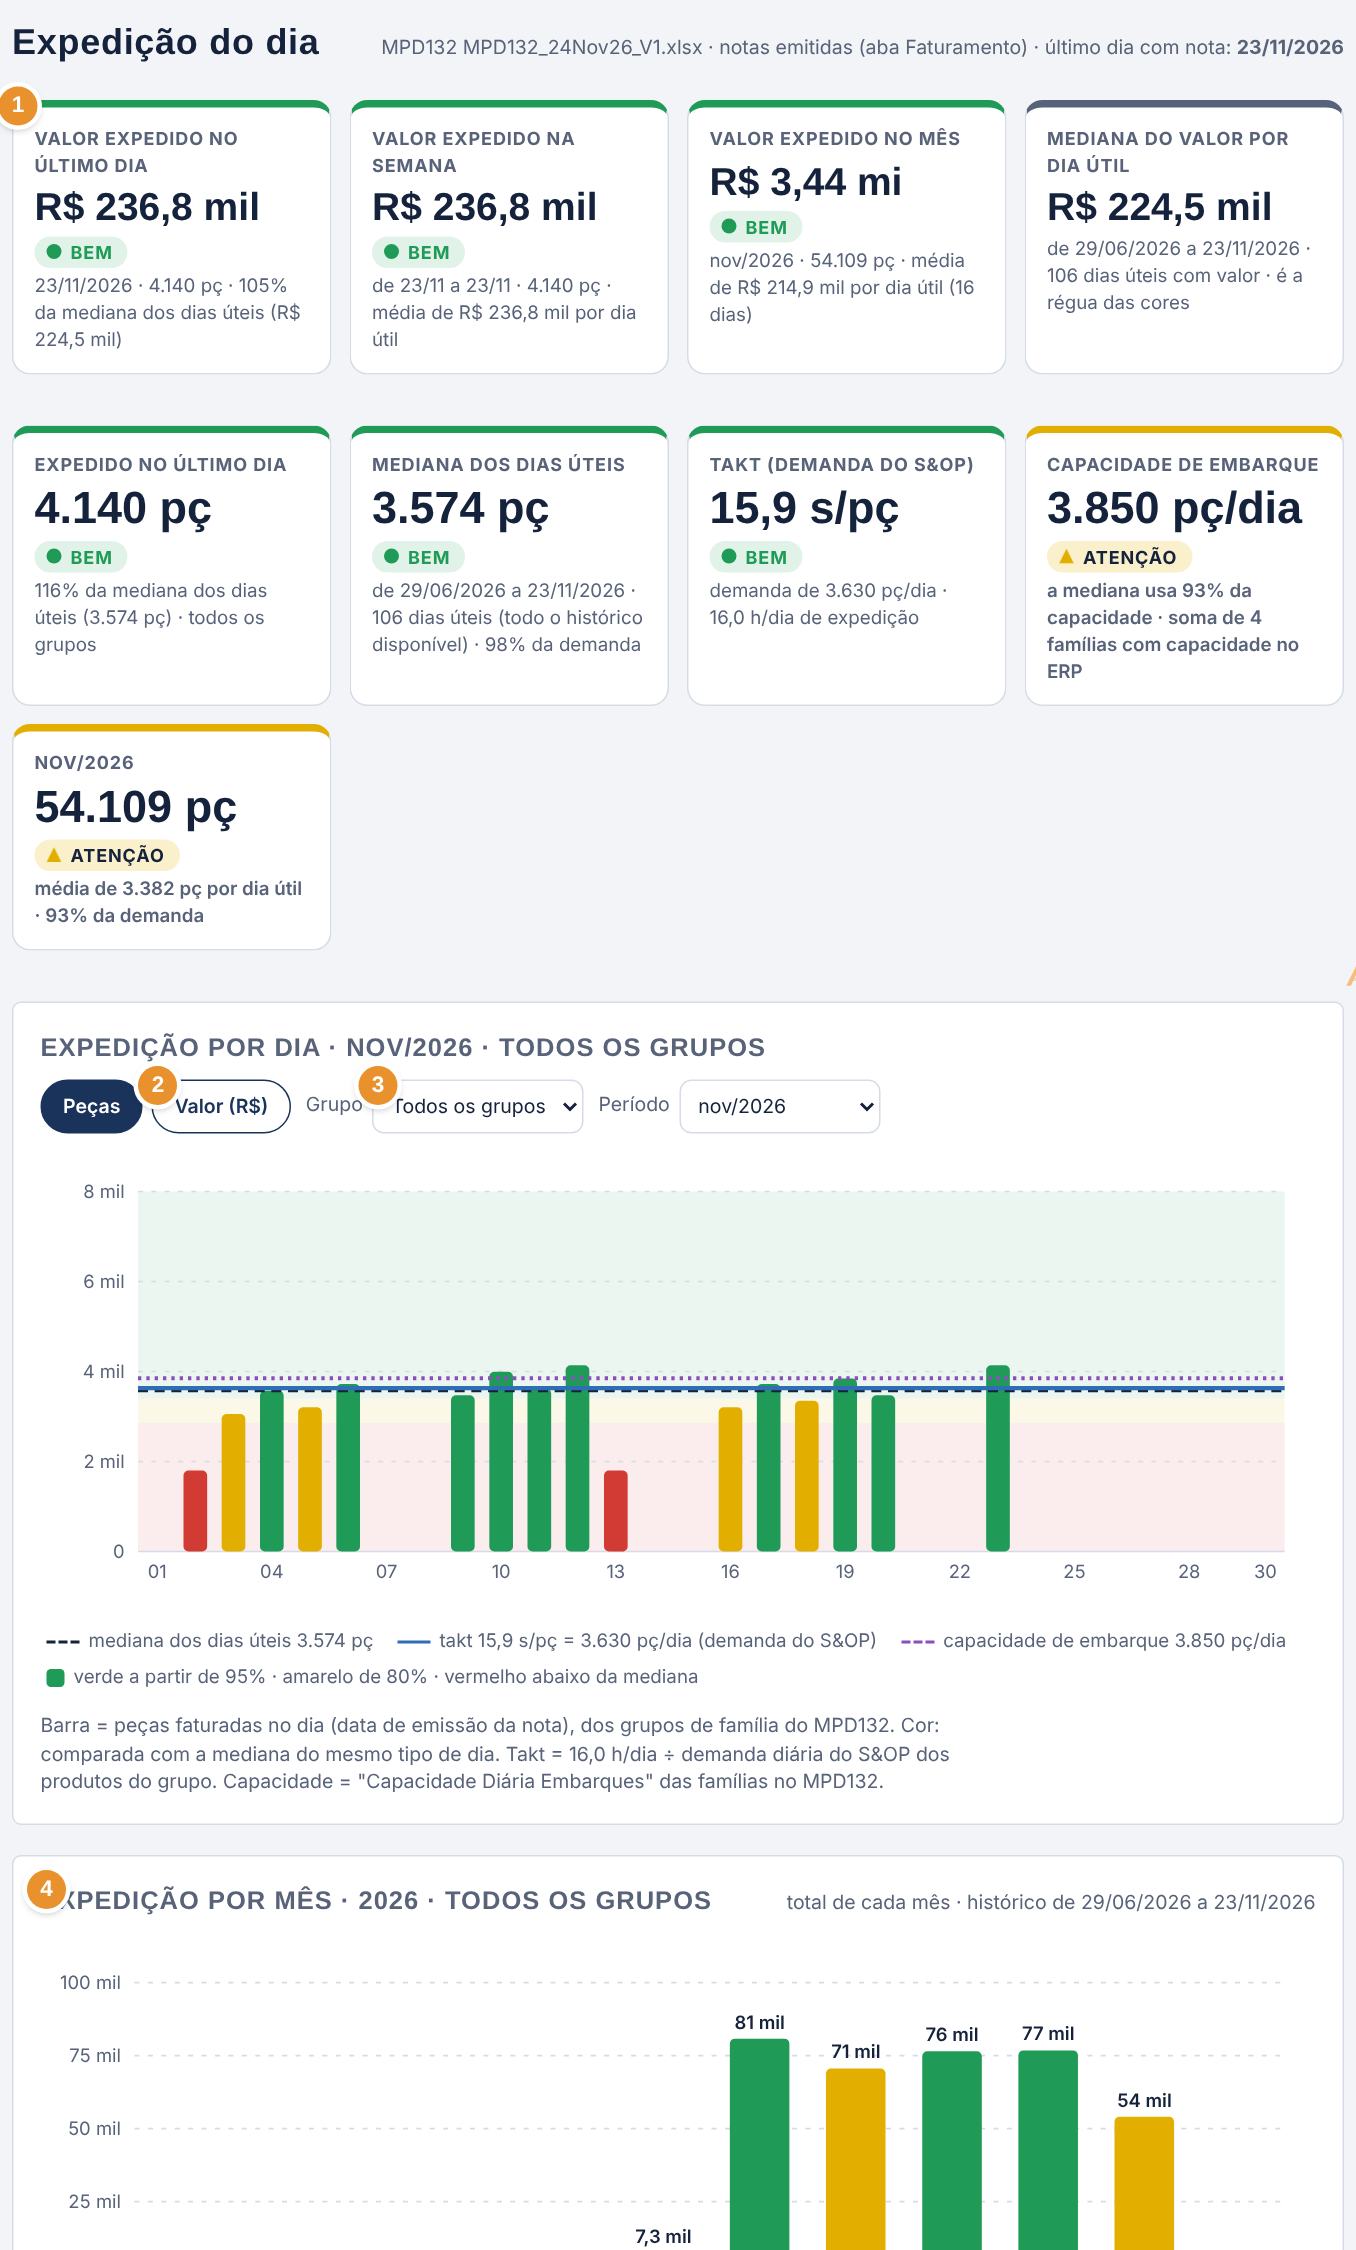 Expedição do dia
MPD132 MPD132_24Nov26_V1.xlsx · notas emitidas (aba Faturamento) · último dia com nota: 23/11/2026
1
VALOR EXPEDIDO NO
ÚLTIMO DIA
R$ 236,8 mil
BEM
23/11/2026 · 4.140 pç · 105%
da mediana dos dias úteis (R$
224,5 mil)
VALOR EXPEDIDO NA
SEMANA
R$ 236,8 mil
BEM
de 23/11 a 23/11 · 4.140 pç ·
média de R$ 236,8 mil por dia
útil
VALOR EXPEDIDO NO MÊS
R$ 3,44 mi
BEM
nov/2026 · 54.109 pç · média
de R$ 214,9 mil por dia útil (16
dias)
MEDIANA DO VALOR POR
DIA ÚTIL
R$ 224,5 mil
de 29/06/2026 a 23/11/2026 ·
106 dias úteis com valor · é a
régua das cores
EXPEDIDO NO ÚLTIMO DIA
4.140 pç
BEM
116% da mediana dos dias
úteis (3.574 pç) · todos os
grupos
MEDIANA DOS DIAS ÚTEIS
3.574 pç
BEM
de 29/06/2026 a 23/11/2026 ·
106 dias úteis (todo o histórico
disponível) · 98% da demanda
TAKT (DEMANDA DO S&OP)
15,9 s/pç
BEM
demanda de 3.630 pç/dia ·
16,0 h/dia de expedição
CAPACIDADE DE EMBARQUE
3.850 pç/dia
ATENÇÃO
a mediana usa 93% da
capacidade · soma de 4
famílias com capacidade no
ERP
NOV/2026
54.109 pç
ATENÇÃO
média de 3.382 pç por dia útil
· 93% da demanda
EXPEDIÇÃO POR DIA · NOV/2026 · TODOS OS GRUPOS
Peças 2 Valor (R$) Grupo 3 Todos os grupos Período nov/2026
8 mil
6 mil
4 mil
2 mil
0
01 04 07 10 13 16 19 22 25 28 30
mediana dos dias úteis 3.574 pç takt 15,9 s/pç = 3.630 pç/dia (demanda do S&OP) capacidade de embarque 3.850 pç/dia
verde a partir de 95% · amarelo de 80% · vermelho abaixo da mediana
Barra = peças faturadas no dia (data de emissão da nota), dos grupos de família do MPD132. Cor:
comparada com a mediana do mesmo tipo de dia. Takt = 16,0 h/dia ÷ demanda diária do S&OP dos
produtos do grupo. Capacidade = "Capacidade Diária Embarques" das famílias no MPD132.
4
XPEDIÇÃO POR MÊS · 2026 · TODOS OS GRUPOS
total de cada mês · histórico de 29/06/2026 a 23/11/2026
100 mil
75 mil
50 mil
25 mil
7,3 mil
81 mil
71 mil
76 mil
77 mil
54 mil